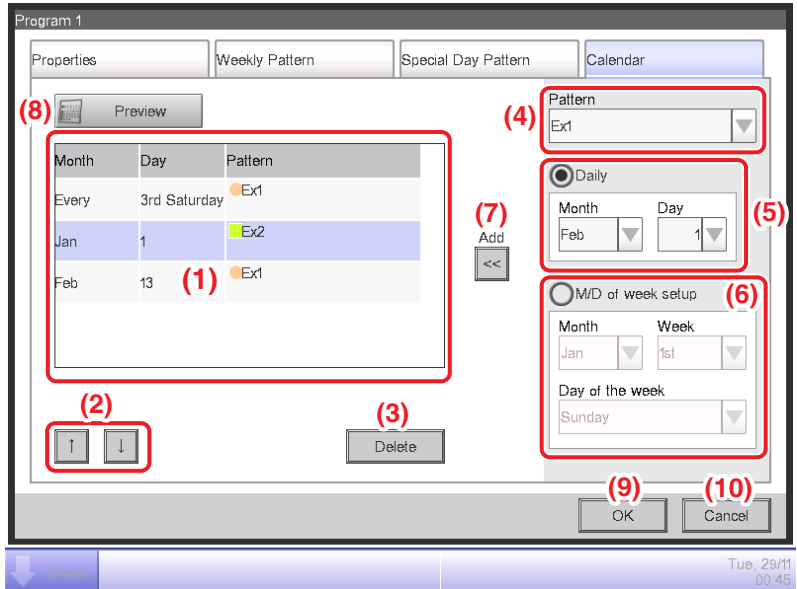 Program 1
Properties Weekly Pattern Special Day Pattern Calendar
(8) Preview
Month Day Pattern
Every 3rd Saturday Ex1
Jan 1 Ex2
Feb 13 (1) Ex1
(2)
↑ ↓
(3)
Delete
(7)
Add
<<
(4) Pattern
Ex1
Daily
Month Day (5)
Feb 1
M/D of week setup (6)
Month Week
Jan 1st
Day of the week
Sunday
(9) (10)
OK Cancel
Close
Tue, 29/11
00:45